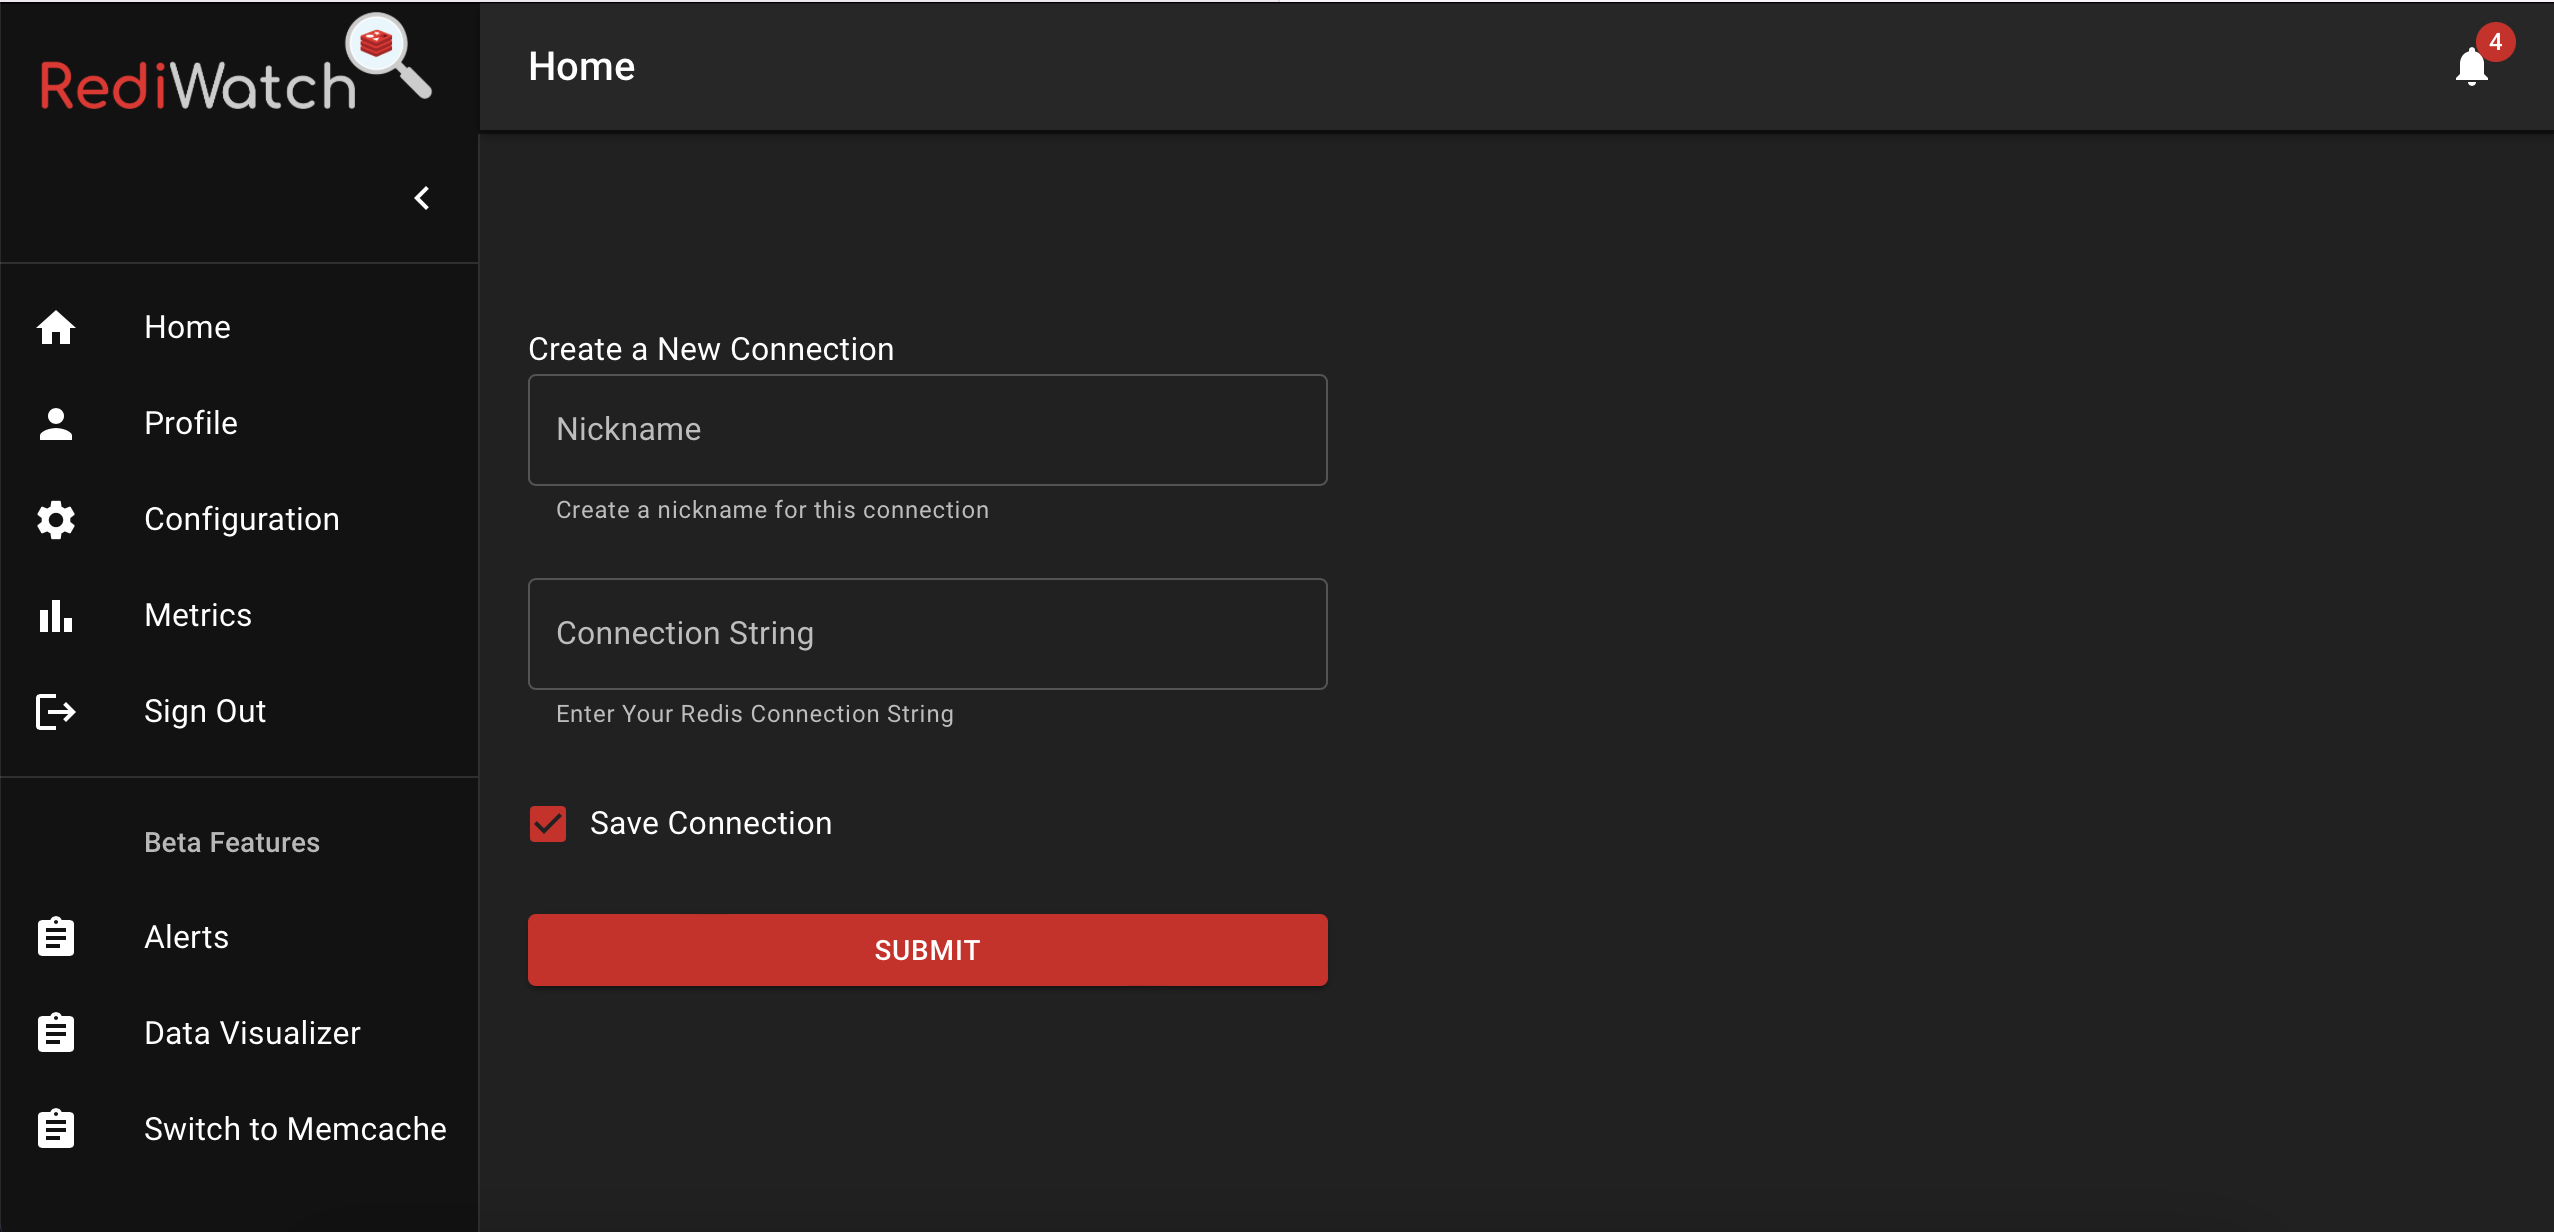 RediWatch
Home
4
Home
Profile
Configuration
Metrics
Sign Out
Beta Features
Alerts
Data Visualizer
Switch to Memcache
Create a New Connection
Nickname
Create a nickname for this connection
Connection String
Enter Your Redis Connection String
Save Connection
SUBMIT